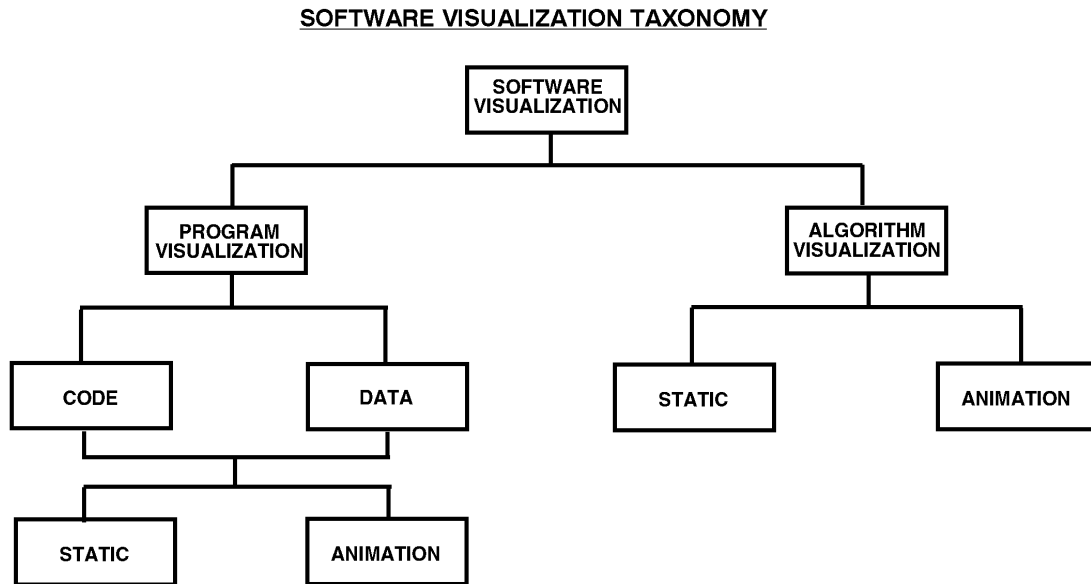 SOFTWARE VISUALIZATION TAXONOMY
SOFTWARE
VISUALIZATION
PROGRAM
VISUALIZATION
ALGORITHM
VISUALIZATION
CODE
DATA
STATIC
ANIMATION
STATIC
ANIMATION